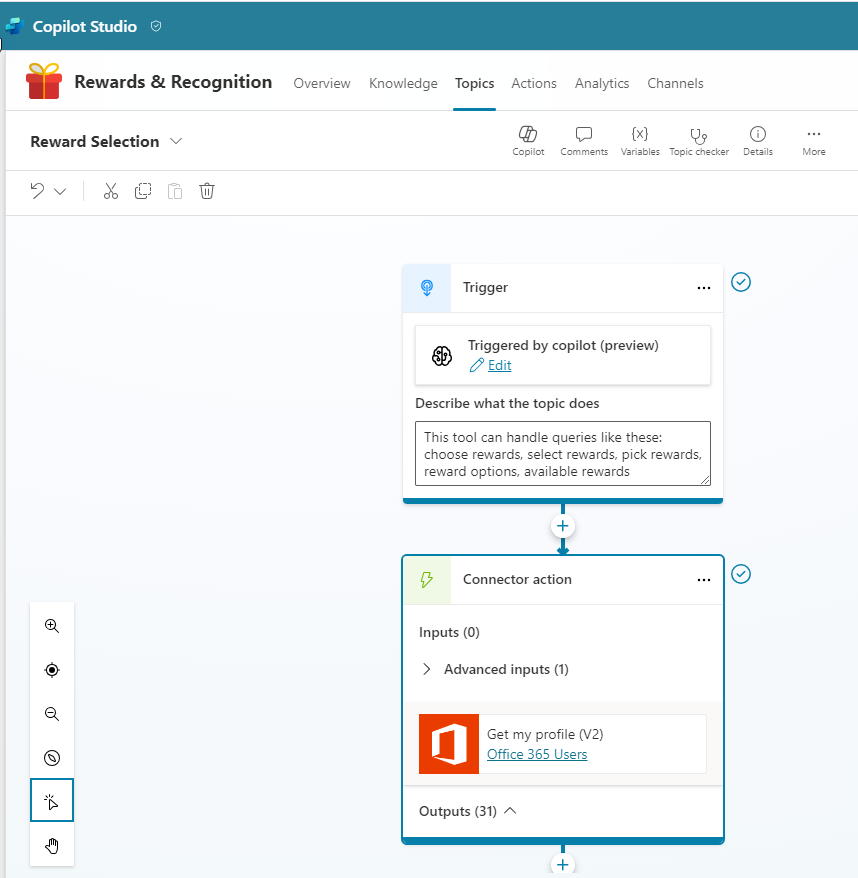 Copilot Studio
Rewards & Recognition
Overview
Knowledge
Topics
Actions
Analytics
Channels
Reward Selection
Copilot
Comments
{x}
Variables
Topic checker
Details
More
Trigger
Triggered by copilot (preview)
Edit
Describe what the topic does
This tool can handle queries like these:
choose rewards, select rewards, pick rewards,
reward options, available rewards
Connector action
Inputs (0)
Advanced inputs (1)
Get my profile (V2)
Office 365 Users
Outputs (31)